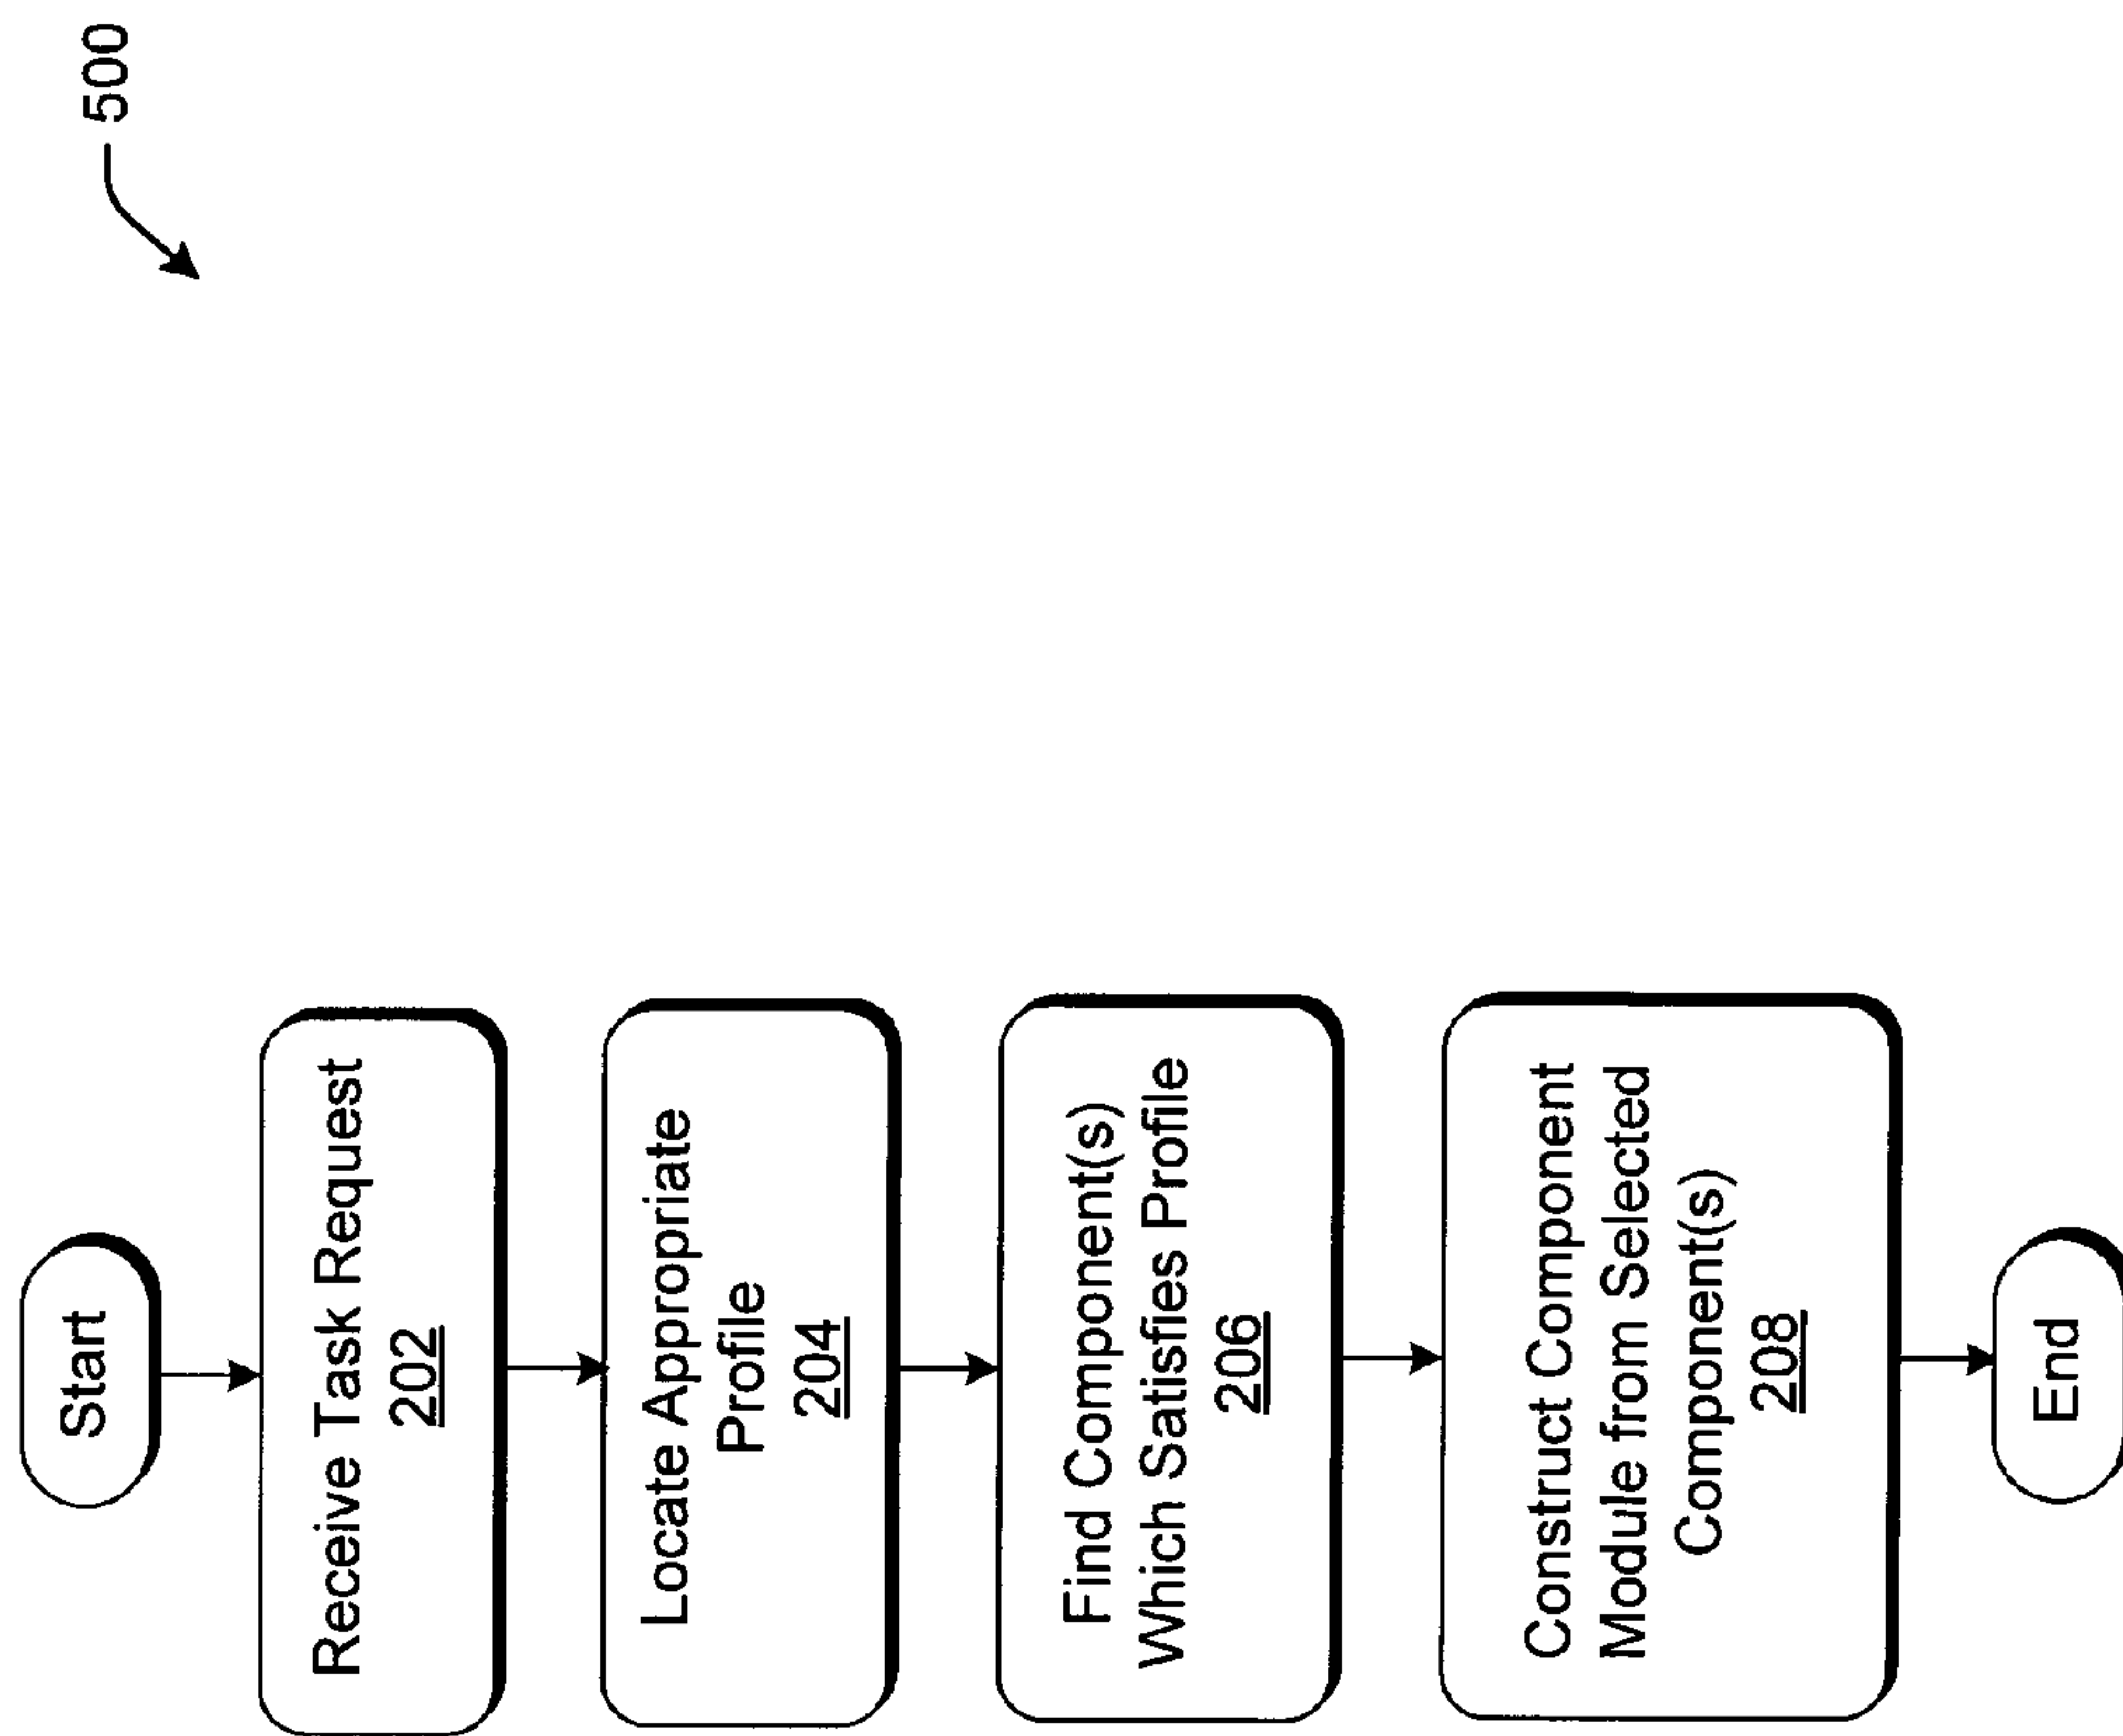 500
Start
Receive Task Request
202
Locate Appropriate
Profile
204
Find Component(s)
Which Satisfies Profile
206
Construct Component
Module from Selected
Component(s)
208
End